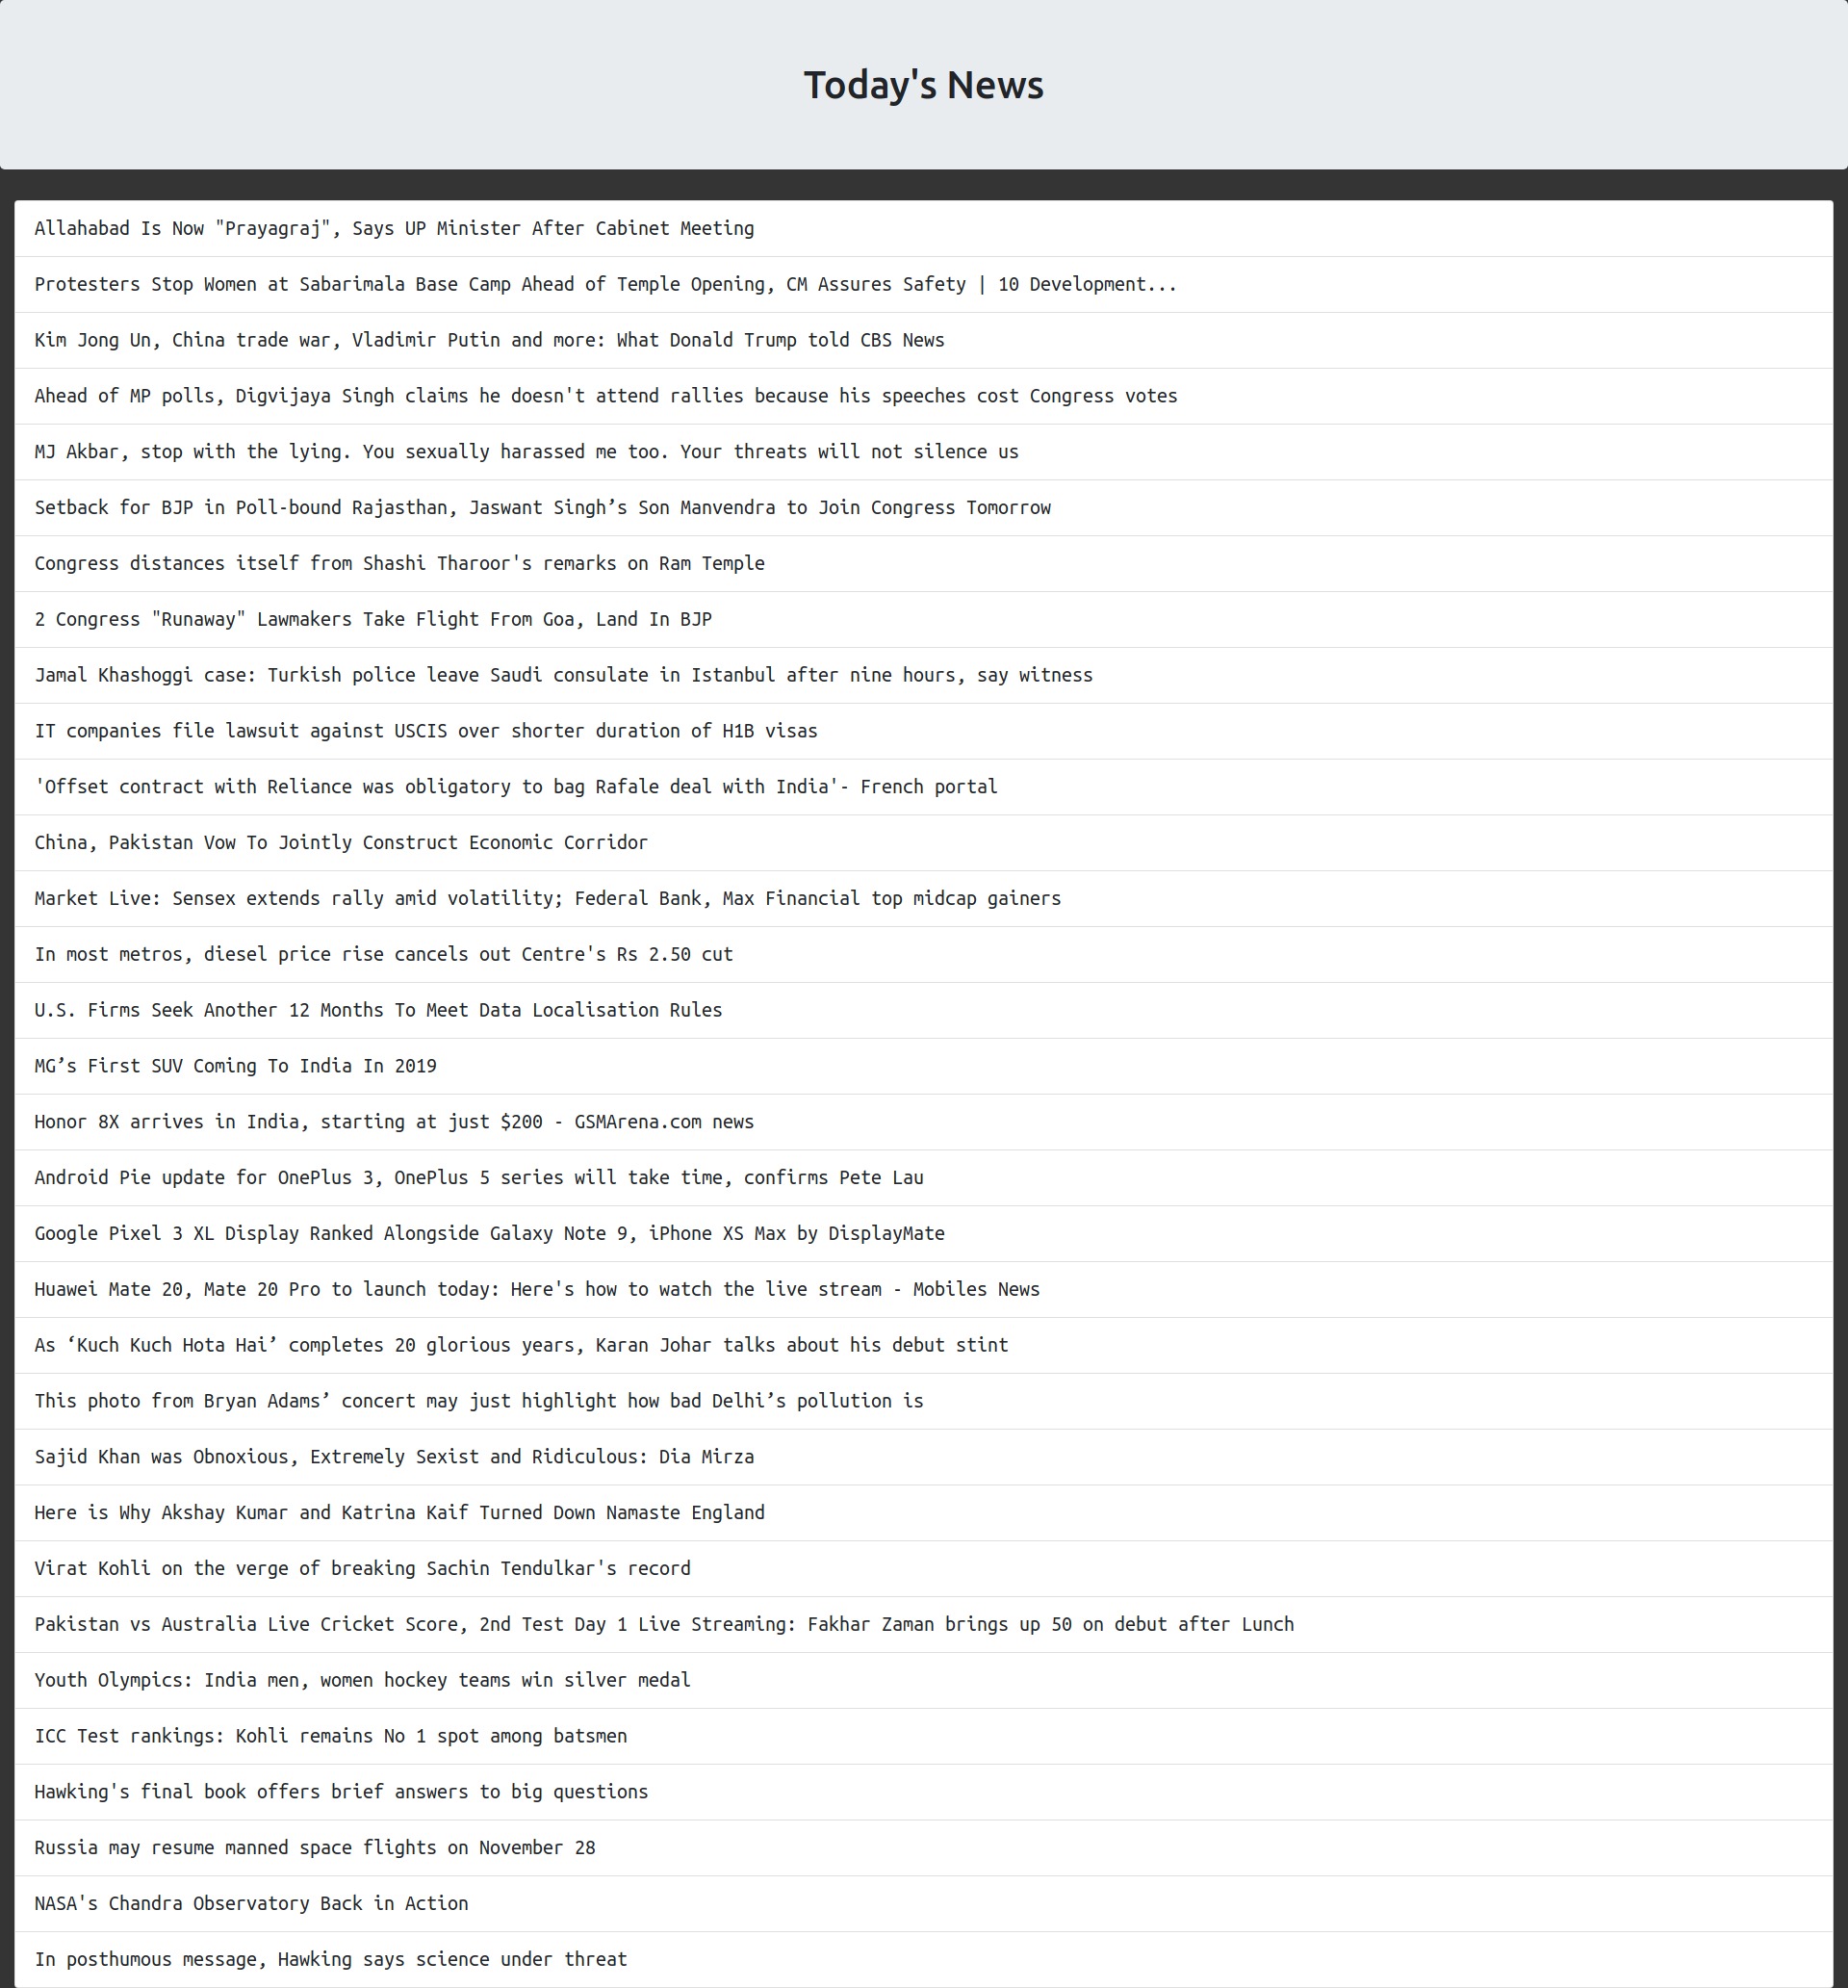 Today's News
Allahabad Is Now "Prayagraj", Says UP Minister After Cabinet Meeting
Protesters Stop Women at Sabarimala Base Camp Ahead of Temple Opening, CM Assures Safety | 10 Development...
Kim Jong Un, China trade war, Vladimir Putin and more: What Donald Trump told CBS News
Ahead of MP polls, Digvijaya Singh claims he doesn't attend rallies because his speeches cost Congress votes
MJ Akbar, stop with the lying. You sexually harassed me too. Your threats will not silence us
Setback for BJP in Poll-bound Rajasthan, Jaswant Singh’s Son Manvendra to Join Congress Tomorrow
Congress distances itself from Shashi Tharoor's remarks on Ram Temple
2 Congress "Runaway" Lawmakers Take Flight From Goa, Land In BJP
Jamal Khashoggi case: Turkish police leave Saudi consulate in Istanbul after nine hours, say witness
IT companies file lawsuit against USCIS over shorter duration of H1B visas
'Offset contract with Reliance was obligatory to bag Rafale deal with India'- French portal
China, Pakistan Vow To Jointly Construct Economic Corridor
Market Live: Sensex extends rally amid volatility; Federal Bank, Max Financial top midcap gainers
In most metros, diesel price rise cancels out Centre's Rs 2.50 cut
U.S. Firms Seek Another 12 Months To Meet Data Localisation Rules
MG’s First SUV Coming To India In 2019
Honor 8X arrives in India, starting at just $200 - GSMArena.com news
Android Pie update for OnePlus 3, OnePlus 5 series will take time, confirms Pete Lau
Google Pixel 3 XL Display Ranked Alongside Galaxy Note 9, iPhone XS Max by DisplayMate
Huawei Mate 20, Mate 20 Pro to launch today: Here's how to watch the live stream - Mobiles News
As ‘Kuch Kuch Hota Hai’ completes 20 glorious years, Karan Johar talks about his debut stint
This photo from Bryan Adams’ concert may just highlight how bad Delhi’s pollution is
Sajid Khan was Obnoxious, Extremely Sexist and Ridiculous: Dia Mirza
Here is Why Akshay Kumar and Katrina Kaif Turned Down Namaste England
Virat Kohli on the verge of breaking Sachin Tendulkar's record
Pakistan vs Australia Live Cricket Score, 2nd Test Day 1 Live Streaming: Fakhar Zaman brings up 50 on debut after Lunch
Youth Olympics: India men, women hockey teams win silver medal
ICC Test rankings: Kohli remains No 1 spot among batsmen
Hawking's final book offers brief answers to big questions
Russia may resume manned space flights on November 28
NASA's Chandra Observatory Back in Action
In posthumous message, Hawking says science under threat